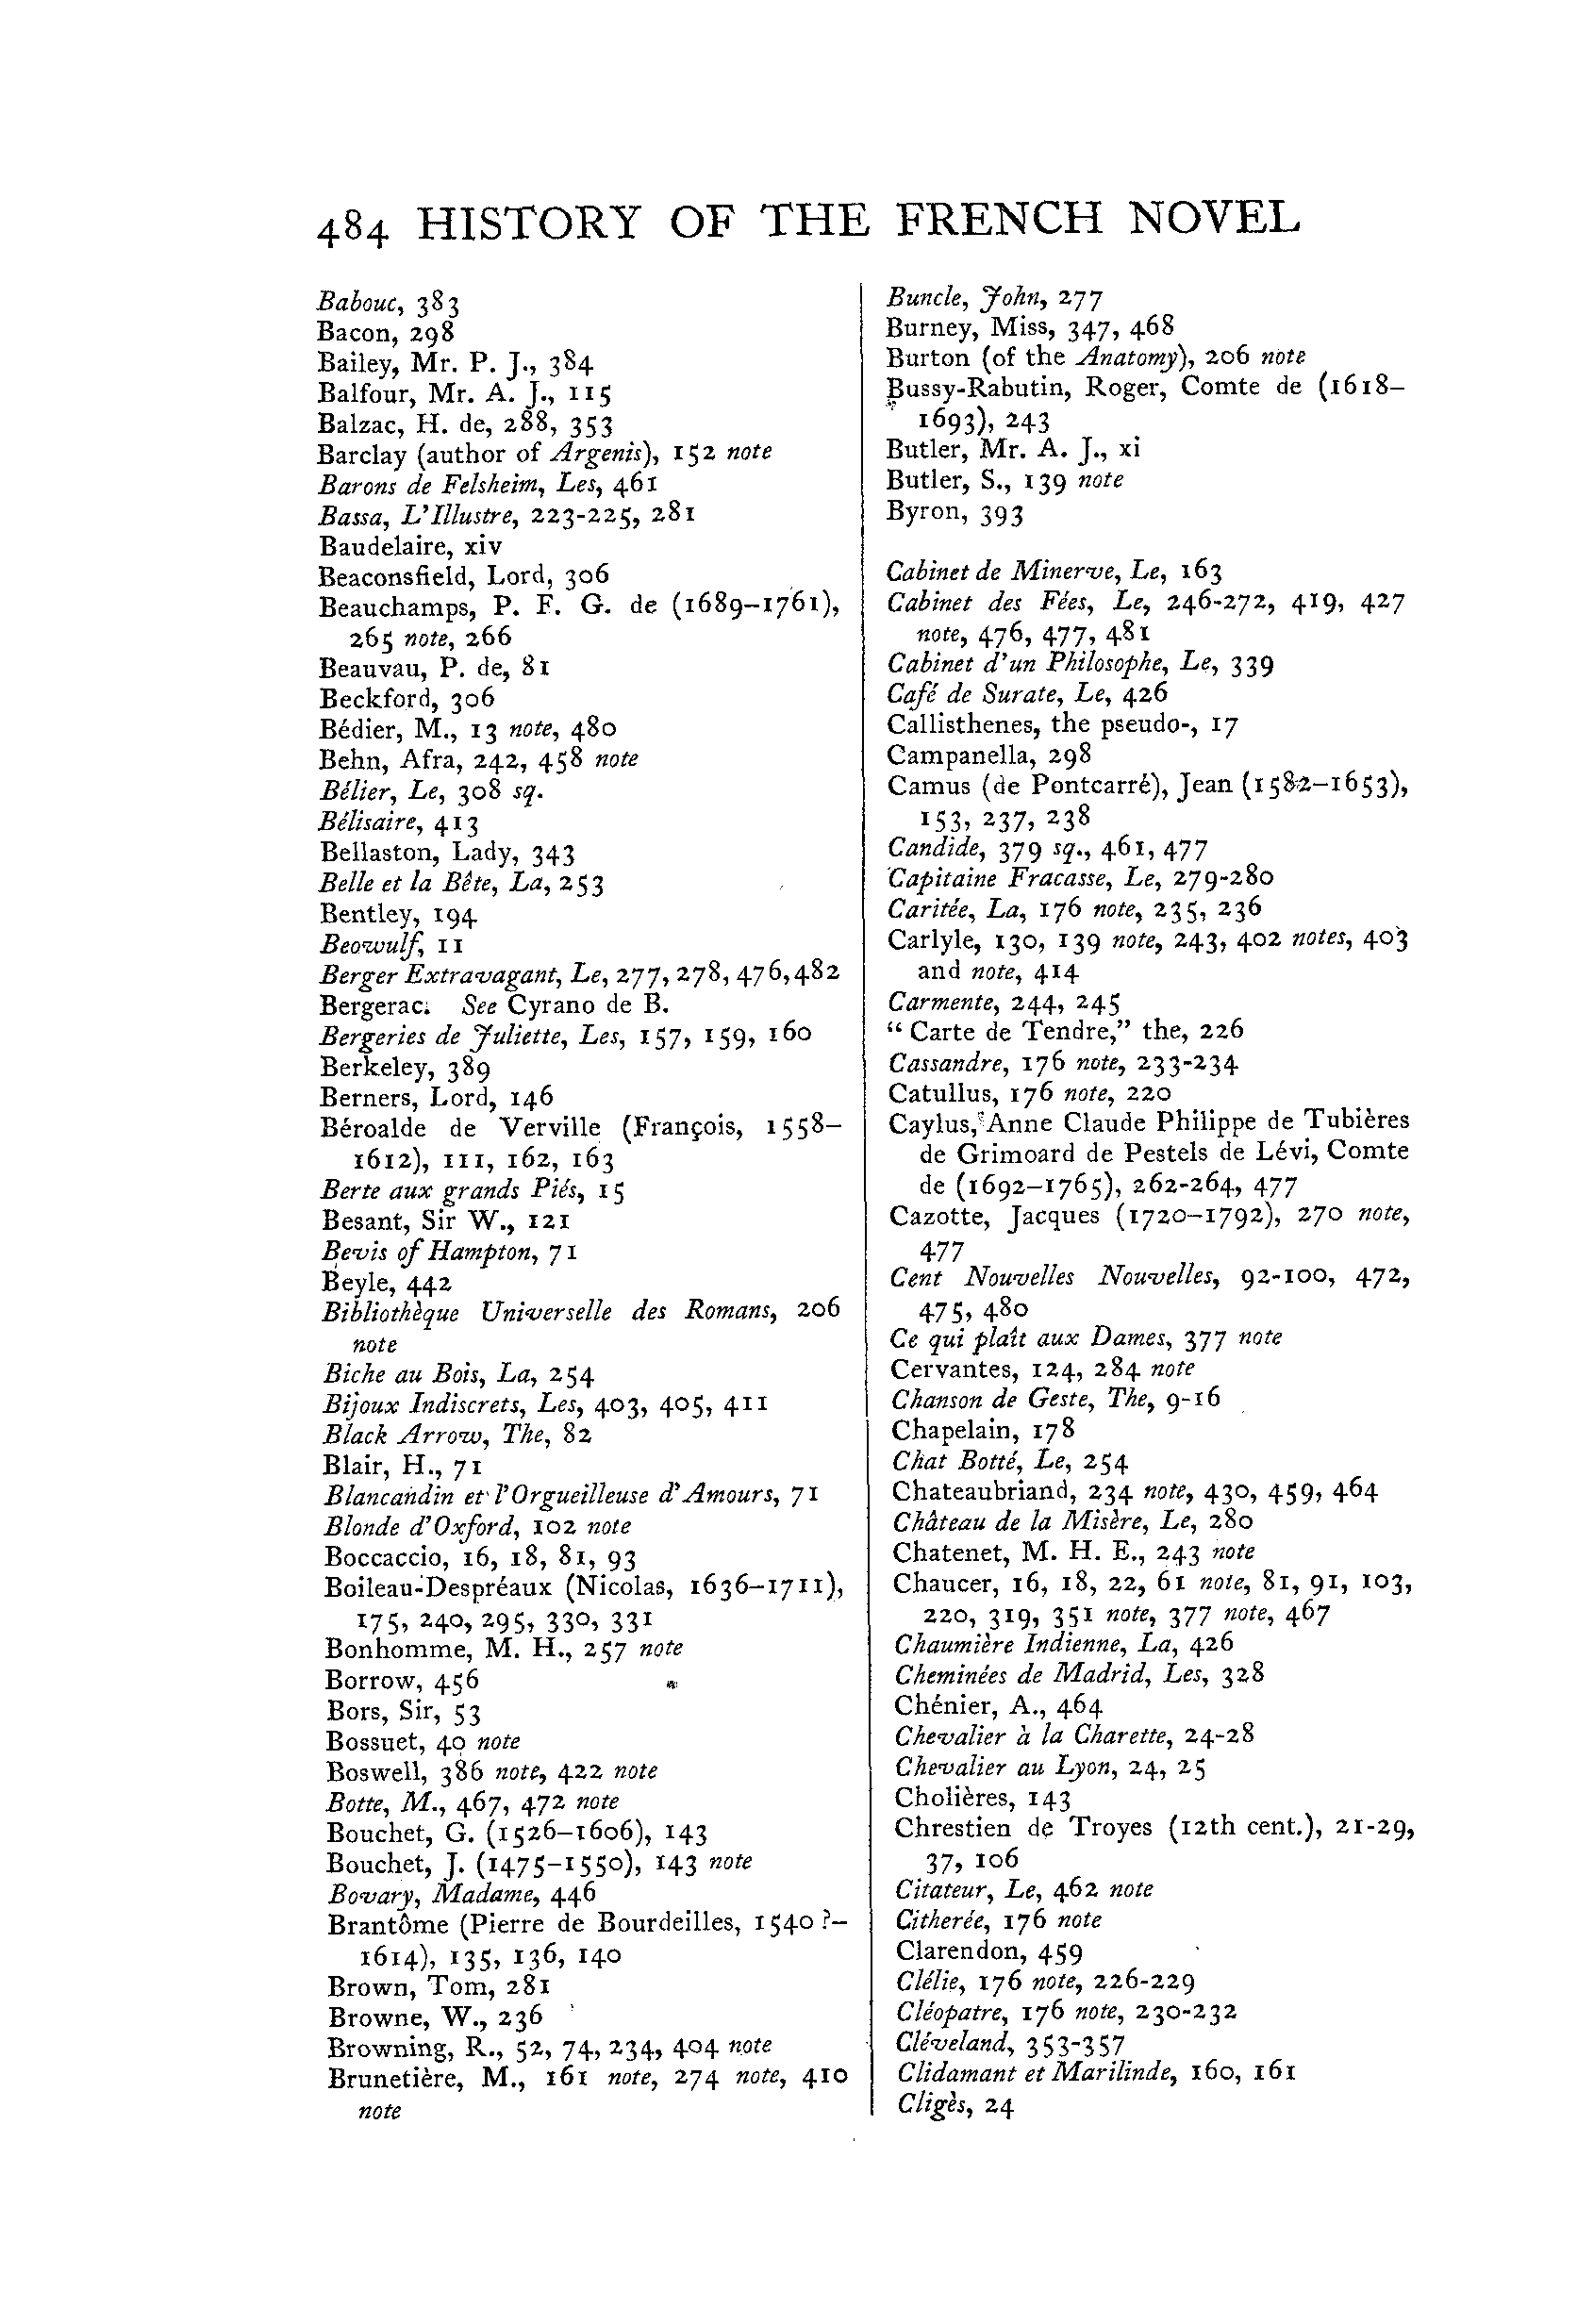 484 HISTORY OF THE FRENCH NOVEL
Babouc, 383
Bacon, 298
Bailey, Mr. P. J., 384
Balfour, Mr. A. J., 115
Balzac, H. de, 288, 353
Barclay (author of Argenis), 152 note
Barons de Felsheim, Les, 461
Bassa, L'Illustre, 223-225, 281
Baudelaire, xiv
Beaconsfield, Lord, 306
Beauchamps, P. F. G. de (1689–1761),
265 note, 266
Beauvau, P. de, 81
Beckford, 306
Bédier, M., 13 note, 480
Behn, Afra, 242, 458 note
Bélier, Le, 308 sq.
Bélisaire, 413
Bellaston, Lady, 343
Belle et la Bête, La, 253
Bentley, 194
Beowulf, 11
Berger Extravagant, Le, 277, 278, 476, 482
Bergerac. See Cyrano de B.
Bergeries de Juliette, Les, 157, 159, 160
Berkeley, 389
Berners, Lord, 146
Béroalde de Verville (François, 1558–
1612), 111, 162, 163
Berte aux grands Piés, 15
Besant, Sir W., 121
Bevis of Hampton, 71
Beyle, 442
Bibliothèque Universelle des Romans, 206
note
Biche au Bois, La, 254
Bijoux Indiscrets, Les, 403, 405, 411
Black Arrow, The, 82
Blair, H., 71
Blancandin et l'Orgueilleuse d'Amours, 71
Blonde d'Oxford, 102 note
Boccaccio, 16, 18, 81, 93
Boileau-Despréaux (Nicolas, 1636–1711),
175, 240, 295, 330, 331
Bonhomme, M. H., 257 note
Borrow, 456
Bors, Sir, 53
Bossuet, 40 note
Boswell, 386 note, 422 note
Botte, M., 467, 472 note
Bouchet, G. (1526–1606), 143
Bouchet, J. (1475–1550), 143 note
Bovary, Madame, 446
Brantôme (Pierre de Bourdeilles, 1540 ?–
1614), 135, 136, 140
Brown, Tom, 281
Browne, W., 236
Browning, R., 52, 74, 234, 404 note
Brunetière, M., 161 note, 274 note, 410
note
Buncle, John, 277
Burney, Miss, 347, 468
Burton (of the Anatomy), 206 note
Bussy-Rabutin, Roger, Comte de (1618–
1693), 243
Butler, Mr. A. J., xi
Butler, S., 139 note
Byron, 393
Cabinet de Minerve, Le, 163
Cabinet des Fées, Le, 246-272, 419, 427
note, 476, 477, 481
Cabinet d'un Philosophe, Le, 339
Café de Surate, Le, 426
Callisthenes, the pseudo-, 17
Campanella, 298
Camus (de Pontcarré), Jean (1582–1653),
153, 237, 238
Candide, 379 sq., 461, 477
Capitaine Fracasse, Le, 279-280
Caritée, La, 176 note, 235, 236
Carlyle, 130, 139 note, 243, 402 notes, 403
and note, 414
Carmente, 244, 245
“ Carte de Tendre,” the, 226
Cassandre, 176 note, 233-234
Catullus, 176 note, 220
Caylus, Anne Claude Philippe de Tubières
de Grimoard de Pestels de Lévi, Comte
de (1692–1765), 262-264, 477
Cazotte, Jacques (1720–1792), 270 note,
477
Cent Nouvelles Nouvelles, 92-100, 472,
475, 480
Ce qui plaît aux Dames, 377 note
Cervantes, 124, 284 note
Chanson de Geste, The, 9-16
Chapelain, 178
Chat Botté, Le, 254
Chateaubriand, 234 note, 430, 459, 464
Château de la Misère, Le, 280
Chatenet, M. H. E., 243 note
Chaucer, 16, 18, 22, 61 note, 81, 91, 103,
220, 319, 351 note, 377 note, 467
Chaumière Indienne, La, 426
Cheminées de Madrid, Les, 328
Chénier, A., 464
Chevalier à la Charette, 24-28
Chevalier au Lyon, 24, 25
Cholières, 143
Chrestien de Troyes (12th cent.), 21-29,
37, 106
Citateur, Le, 462 note
Citherée, 176 note
Clarendon, 459
Clélie, 176 note, 226-229
Cléopatre, 176 note, 230-232
Cléveland, 353-357
Clidamant et Marilinde, 160, 161
Cligès, 24